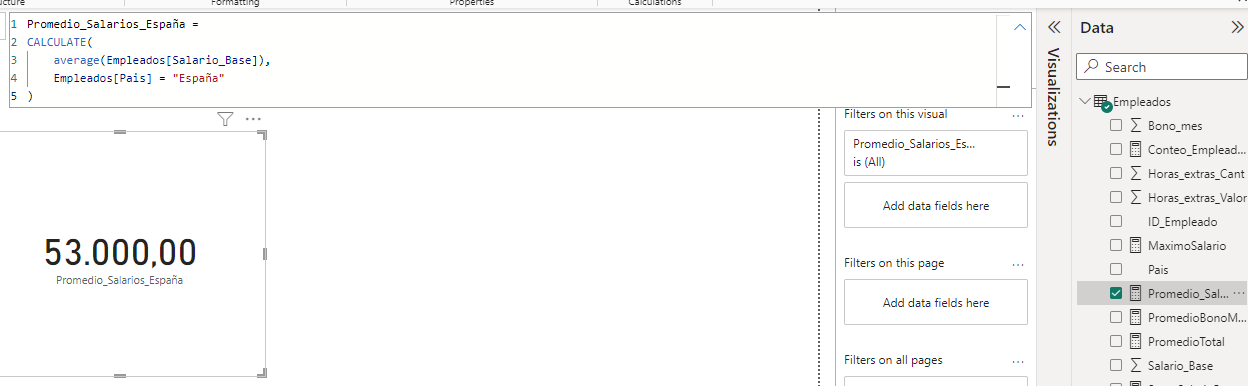 Formatting
Properties
Calculations
1 Promedio_Salarios_España =
2 CALCULATE(
3 average(Empleados[Salario_Base]),
4 Empleados[Pais] = "España"
5 )
53.000,00
Promedio_Salarios_España
Filters on this visual
Promedio_Salarios_Es...
is (All)
Add data fields here
Filters on this page
Add data fields here
Filters on all pages
Visualizations
Data
Search
Empleados
Bono_mes
Conteo_Emplead...
Horas_extras_Cant
Horas_extras_Valor
ID_Empleado
MaximoSalario
Pais
Promedio_Sal...
PromedioBonoM...
PromedioTotal
Salario_Base